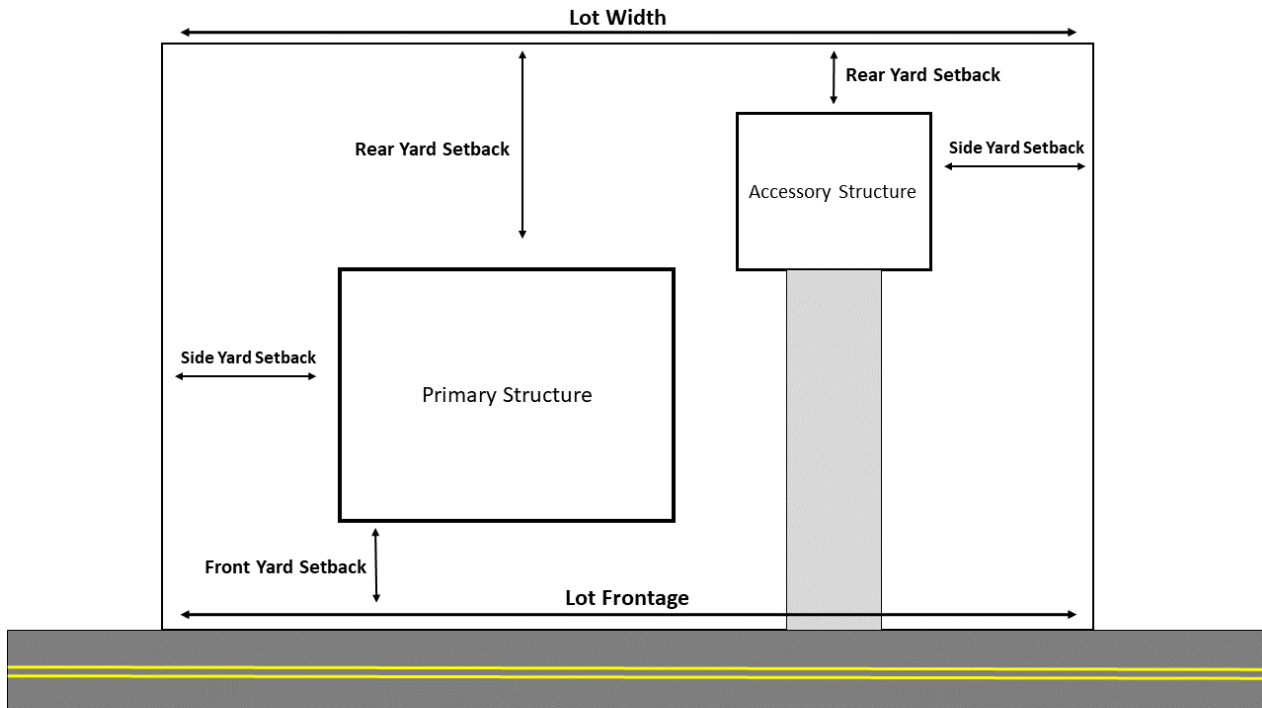 Lot Width
Rear Yard Setback
Rear Yard Setback
Side Yard Setback
Accessory Structure
Side Yard Setback
Primary Structure
Front Yard Setback
Lot Frontage